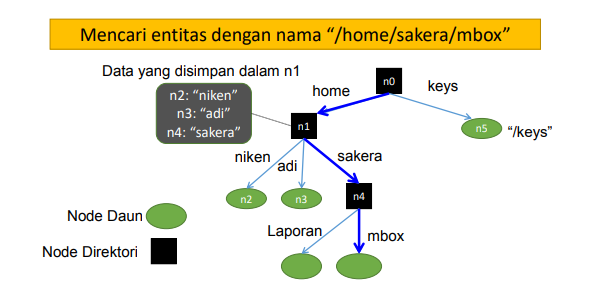 Mencari entitas dengan nama “/home/sakera/mbox”
Data yang disimpan dalam n1
n2: “niken”
n3: “adi”
n4: “sakera”
home
n0
keys
n1
n5
“/keys”
niken
adi
sakera
n2
n3
n4
Node Daun
Laporan
mbox
Node Direktori